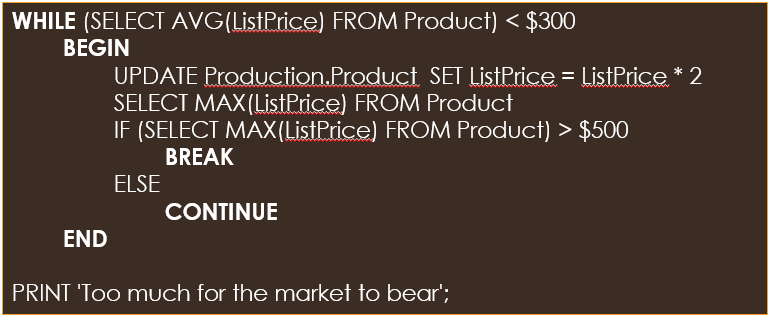 WHILE (SELECT AVG(ListPrice) FROM Product) < $300
BEGIN
UPDATE Production.Product  SET ListPrice = ListPrice * 2
SELECT MAX(ListPrice) FROM Product
IF (SELECT MAX(ListPrice) FROM Product) > $500
BREAK
ELSE
CONTINUE
END
PRINT 'Too much for the market to bear';